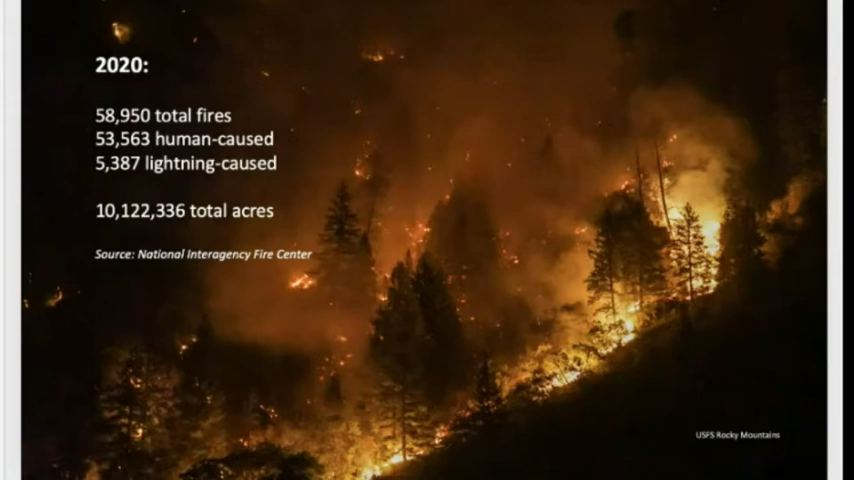 2020:
58,950 total fires
53,563 human-caused
5,387 lightning-caused
10,122,336 total acres
Source: National Interagency Fire Center
USFS Rocky Mountains